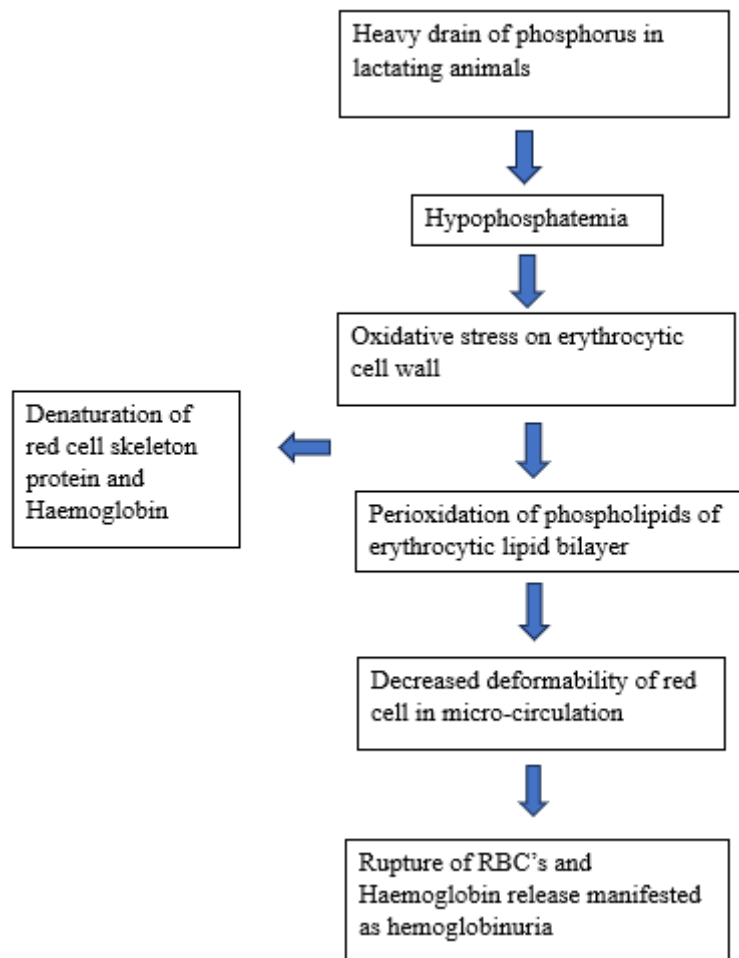 Heavy drain of phosphorus in
lactating animals
Hypophosphatemia
Oxidative stress on erythrocytic
cell wall
Denaturation of
red cell skeleton
protein and
Haemoglobin
Perioxidation of phospholipids of
erythrocytic lipid bilayer
Decreased deformability of red
cell in micro-circulation
Rupture of RBC’s and
Haemoglobin release manifested
as hemoglobinuria